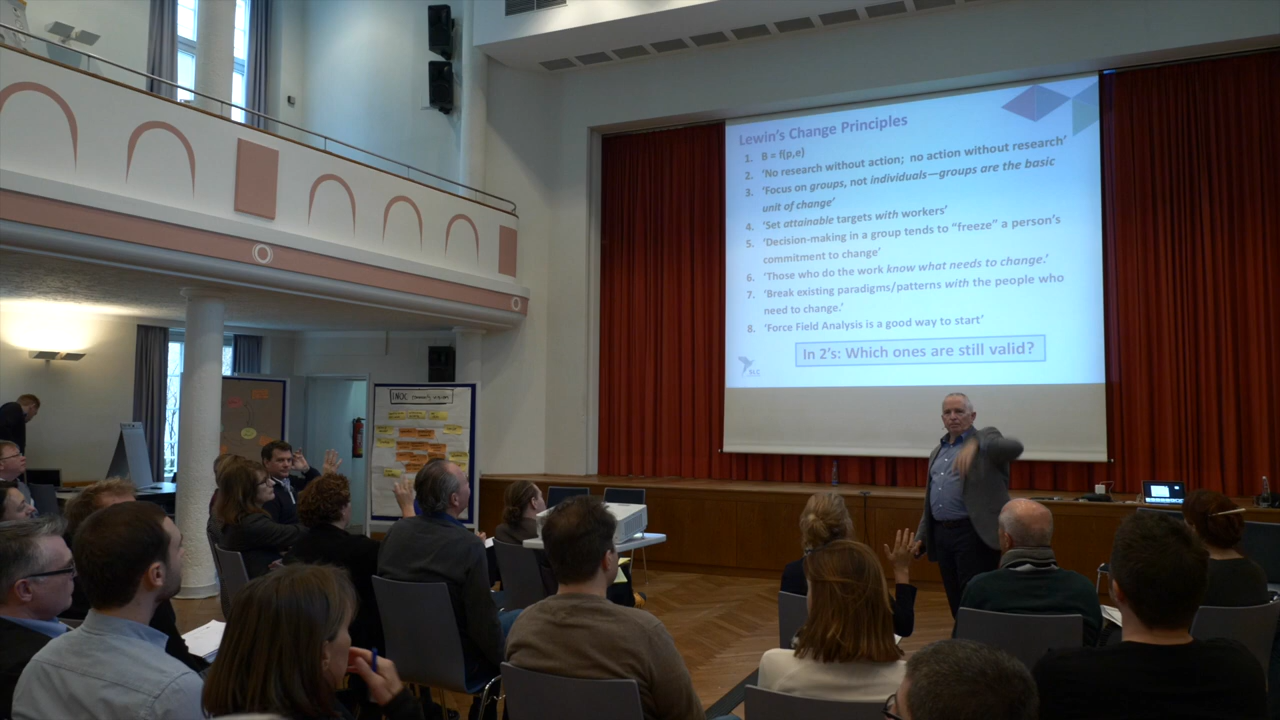 Lewin's Change Principles
1. B = f(p,e)
2. 'No research without action; no action without research'
3. 'Focus on groups, not individuals—groups are the basic
unit of change'
4. 'Set attainable targets with workers'
5. 'Decision-making in a group tends to "freeze" a person's
commitment to change'
6. 'Those who do the work know what needs to change.'
7. 'Break existing paradigms/patterns with the people who
need to change.'
8. 'Force Field Analysis is a good way to start'
In 2's: Which ones are still valid?